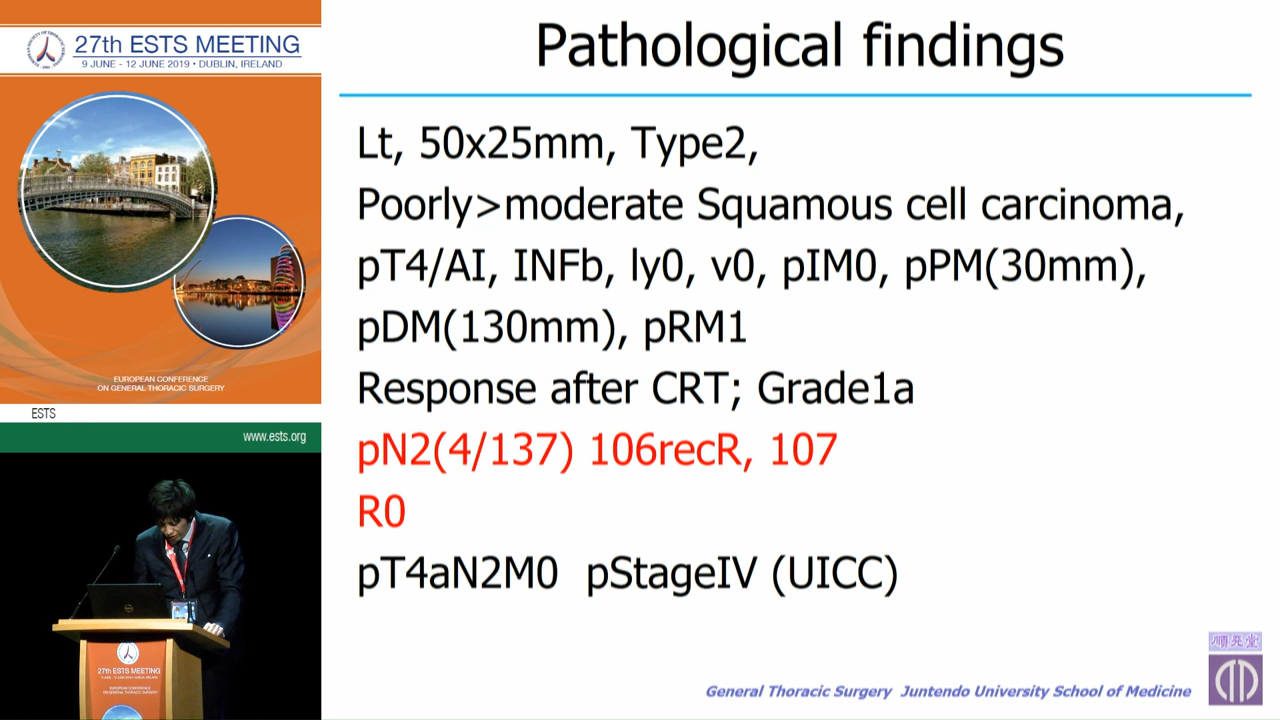 27th ESTS MEETING
9 JUNE - 12 JUNE 2019 • DUBLIN, IRELAND
EUROPEAN CONFERENCE
ON GENERAL THORACIC SURGERY
ESTS
www.ests.org
27th ESTS MEETING
Pathological findings
Lt, 50x25mm, Type2,
Poorly>moderate Squamous cell carcinoma,
pT4/AI, INFb, ly0, v0, pIM0, pPM(30mm),
pDM(130mm), pRM1
Response after CRT; Grade1a
pN2(4/137) 106recR, 107
R0
pT4aN2M0 pStageIV (UICC)
General Thoracic Surgery Juntendo University School of Medicine